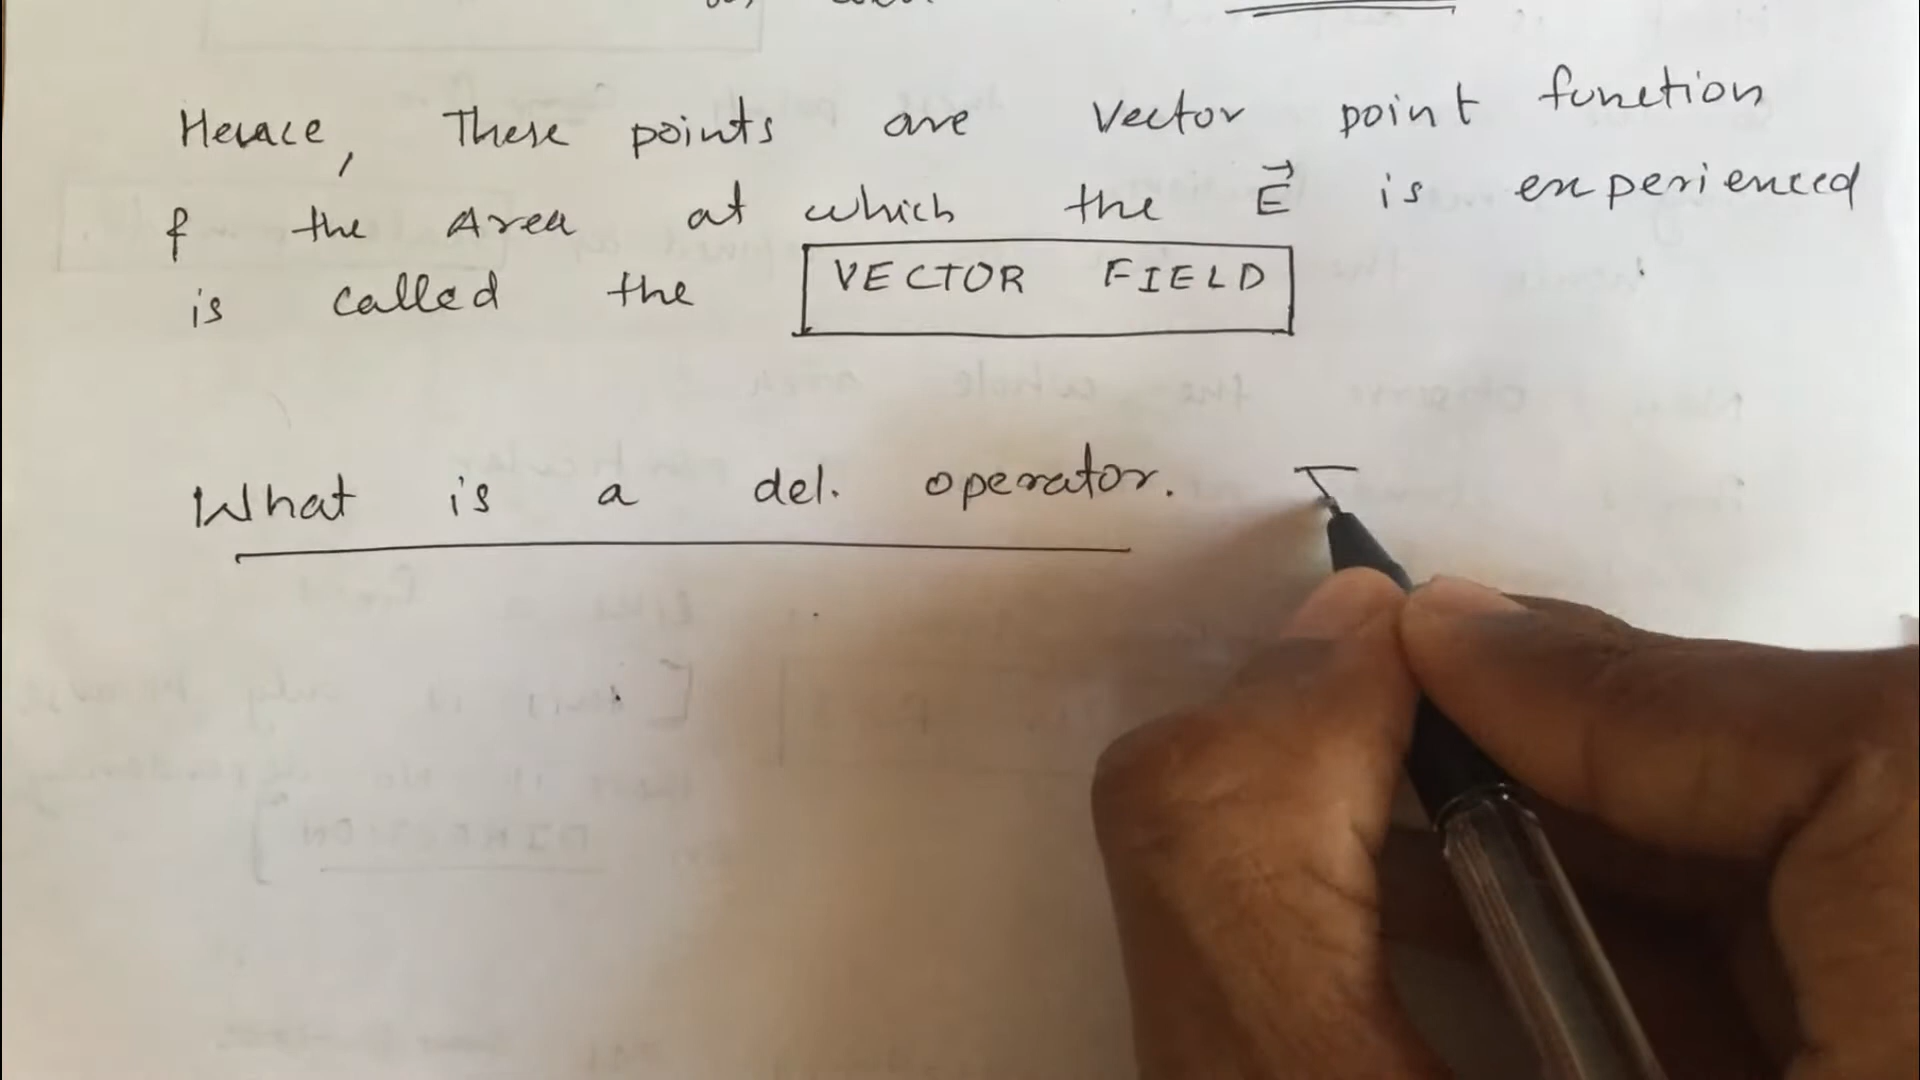 Hence, These points are Vector point function
f the Area at which the E⃗ is experienced
is called the VECTOR FIELD
What is a del. operator.